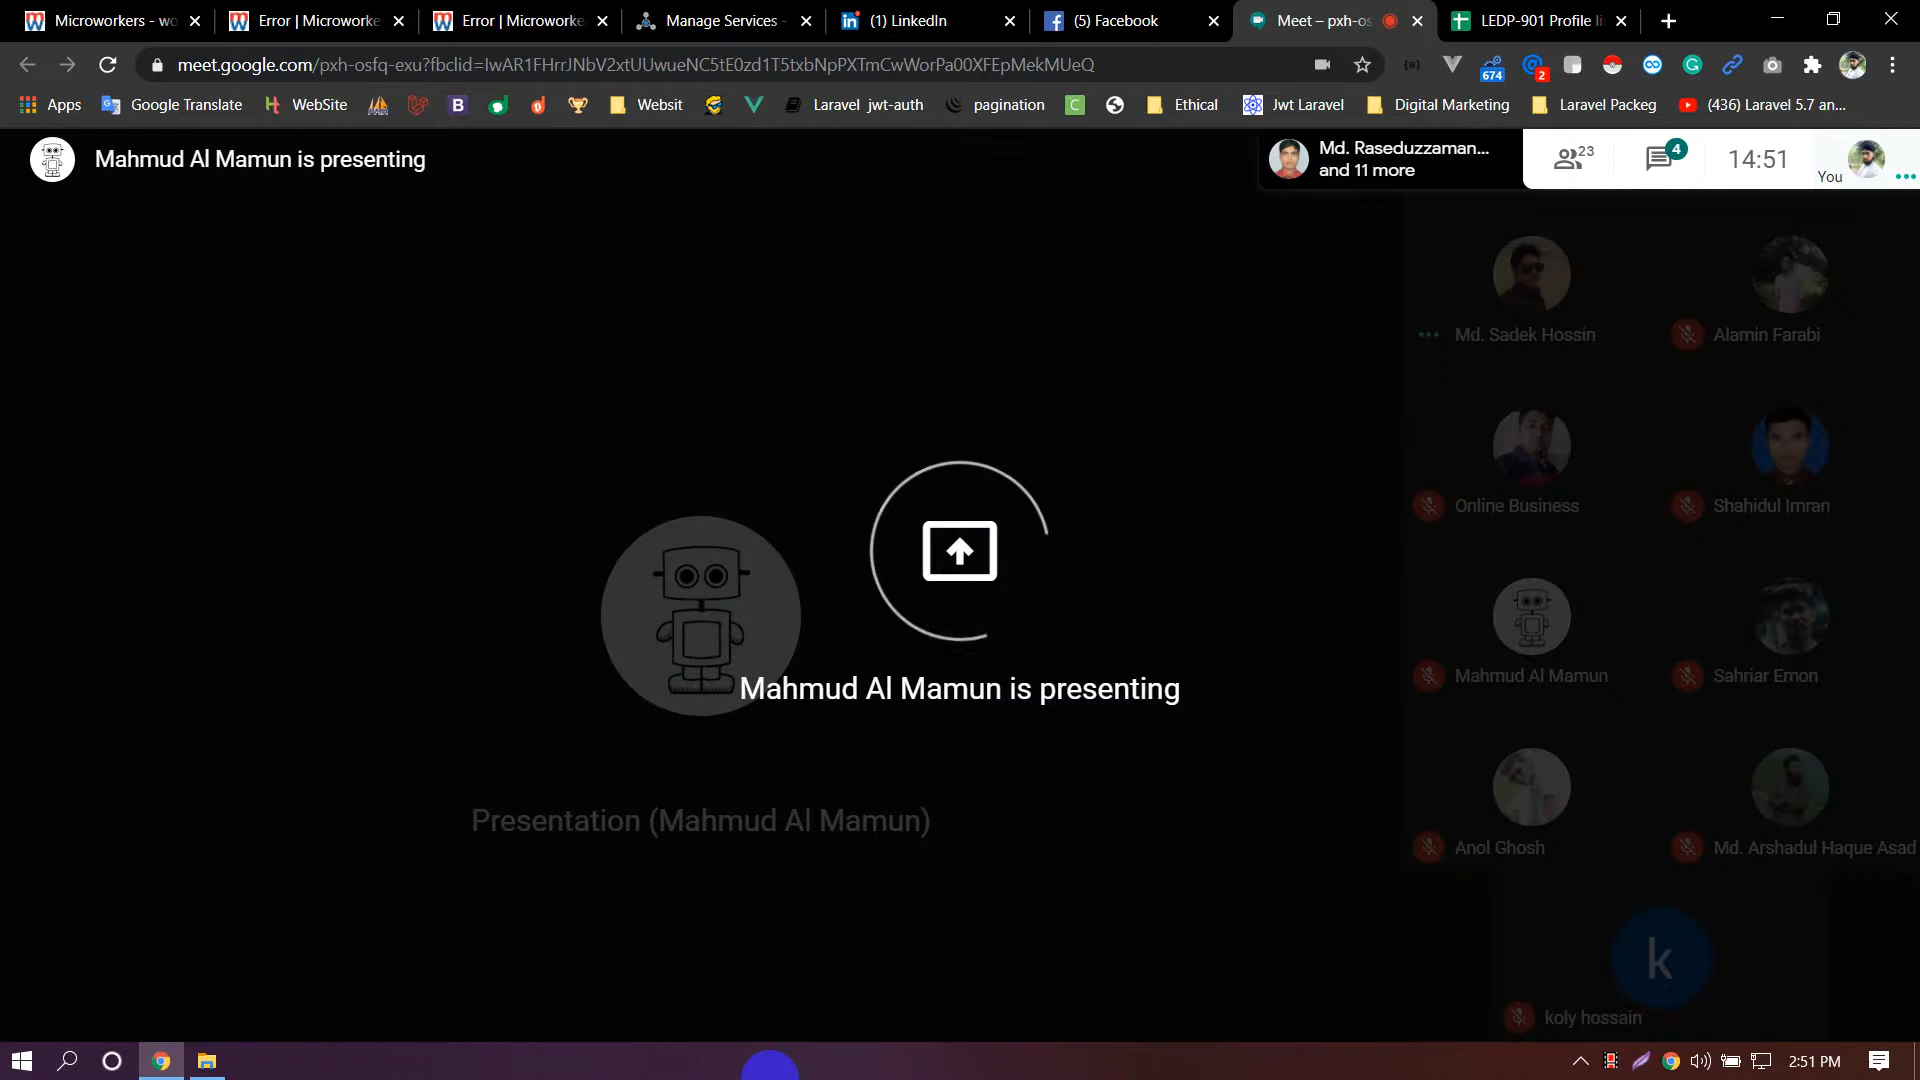 Microworkers - wo
Error | Microworke
Error | Microworke
Manage Services -
(1) LinkedIn
(5) Facebook
Meet – pxh-os
LEDP-901 Profile li
meet.google.com/pxh-osfq-exu?fbclid=IwAR1FHrrJNbV2xtUUwueNC5tE0zd1T5txbNpPXTmCwWorPa00XFEpMekMUeQ
674
2
Apps
Google Translate
WebSite
Websit
Laravel jwt-auth
pagination
Ethical
Jwt Laravel
Digital Marketing
Laravel Packeg
(436) Laravel 5.7 an...
Mahmud Al Mamun is presenting
Md. Raseduzzaman...
and 11 more
23
4
14:51
You
Md. Sadek Hossin
Alamin Farabi
Online Business
Shahidul Imran
Mahmud Al Mamun is presenting
Mahmud Al Mamun
Sahriar Emon
Presentation (Mahmud Al Mamun)
Anol Ghosh
Md. Arshadul Haque Asad
k
koly hossain
2:51 PM